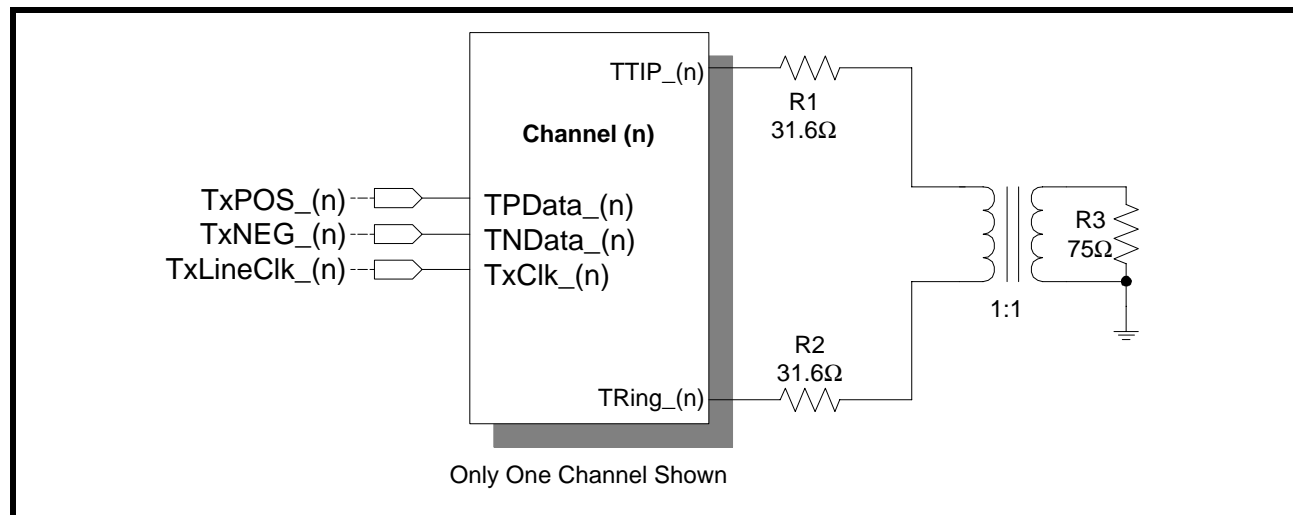 TTIP_(n)
R1
31.6Ω
Channel (n)
TxPOS_(n)
TPData_(n)
TxNEG_(n)
TNData_(n)
TxLineClk_(n)
TxClk_(n)
R3
75Ω
1:1
R2
31.6Ω
TRing_(n)
Only One Channel Shown